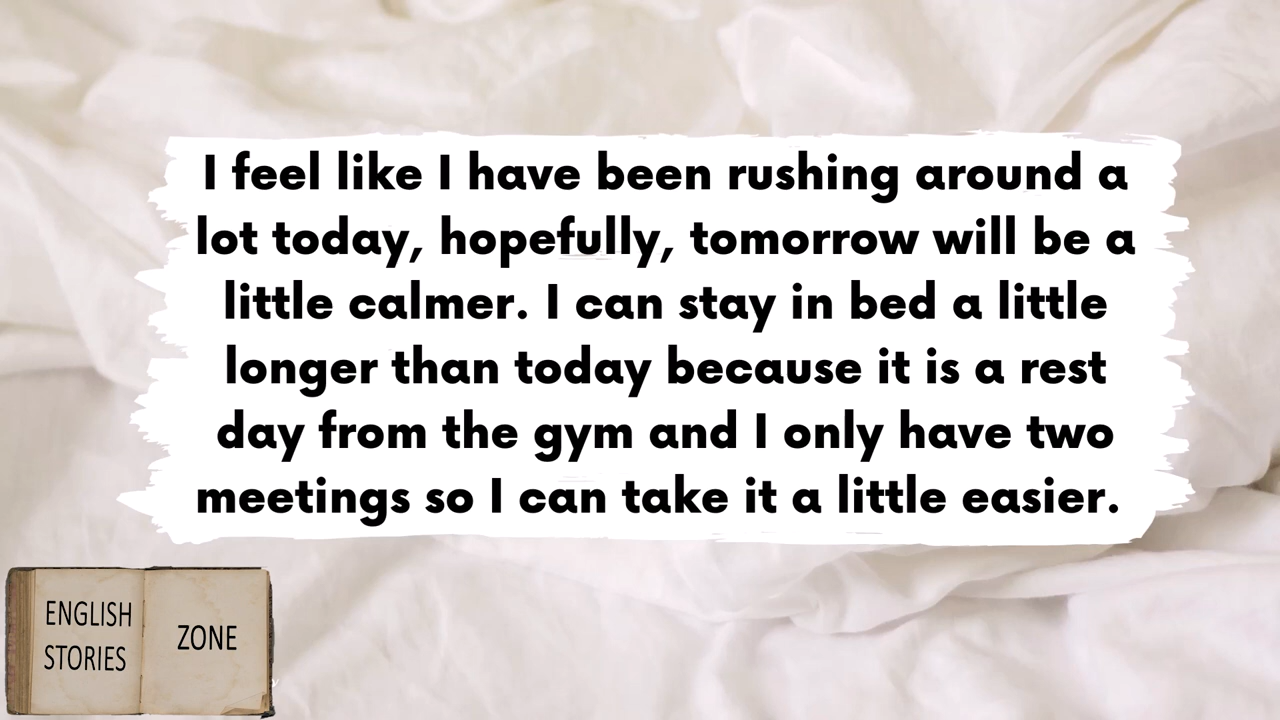 I feel like I have been rushing around a
lot today, hopefully, tomorrow will be a
little calmer. I can stay in bed a little
longer than today because it is a rest
day from the gym and I only have two
meetings so I can take it a little easier.
ENGLISH
STORIES
ZONE